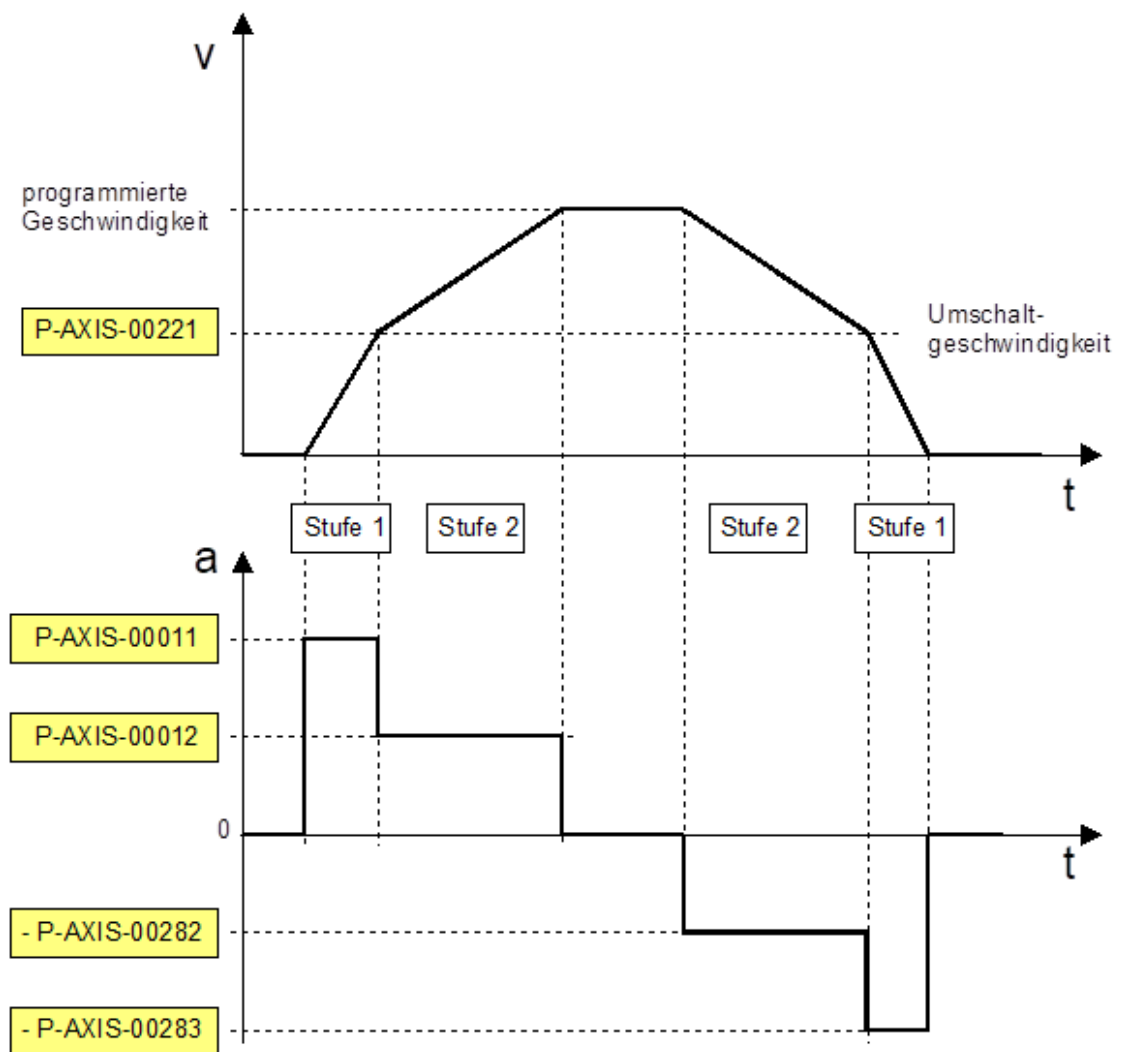 v
programmierte
Geschwindigkeit
P-AXIS-00221
Umschalt-
geschwindigkeit
t
Stufe 1
Stufe 2
Stufe 2
Stufe 1
a
P-AXIS-00011
P-AXIS-00012
0
t
- P-AXIS-00282
- P-AXIS-00283